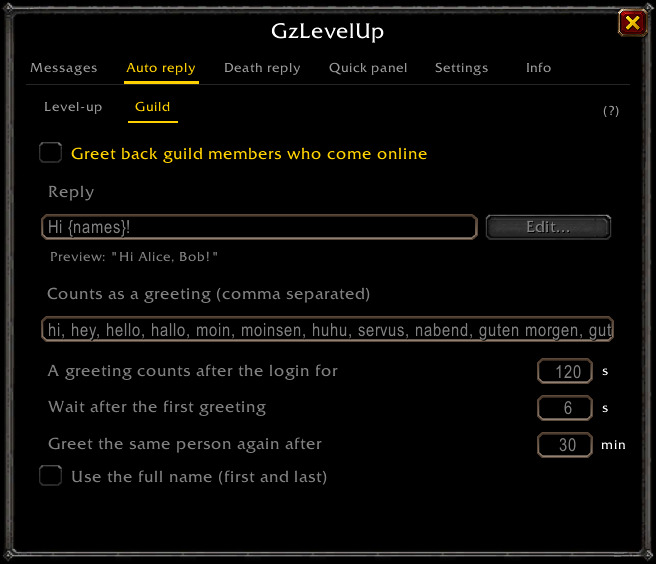 GzLevelUp
Messages Auto reply Death reply Quick panel Settings Info
Level-up Guild (?)
Greet back guild members who come online
Reply
Hi {names}! Edit...
Preview: "Hi Alice, Bob!"
Counts as a greeting (comma separated)
hi, hey, hello, hallo, moin, moinsen, huhu, servus, nabend, guten morgen, gut
A greeting counts after the login for 120 s
Wait after the first greeting 6 s
Greet the same person again after 30 min
Use the full name (first and last)